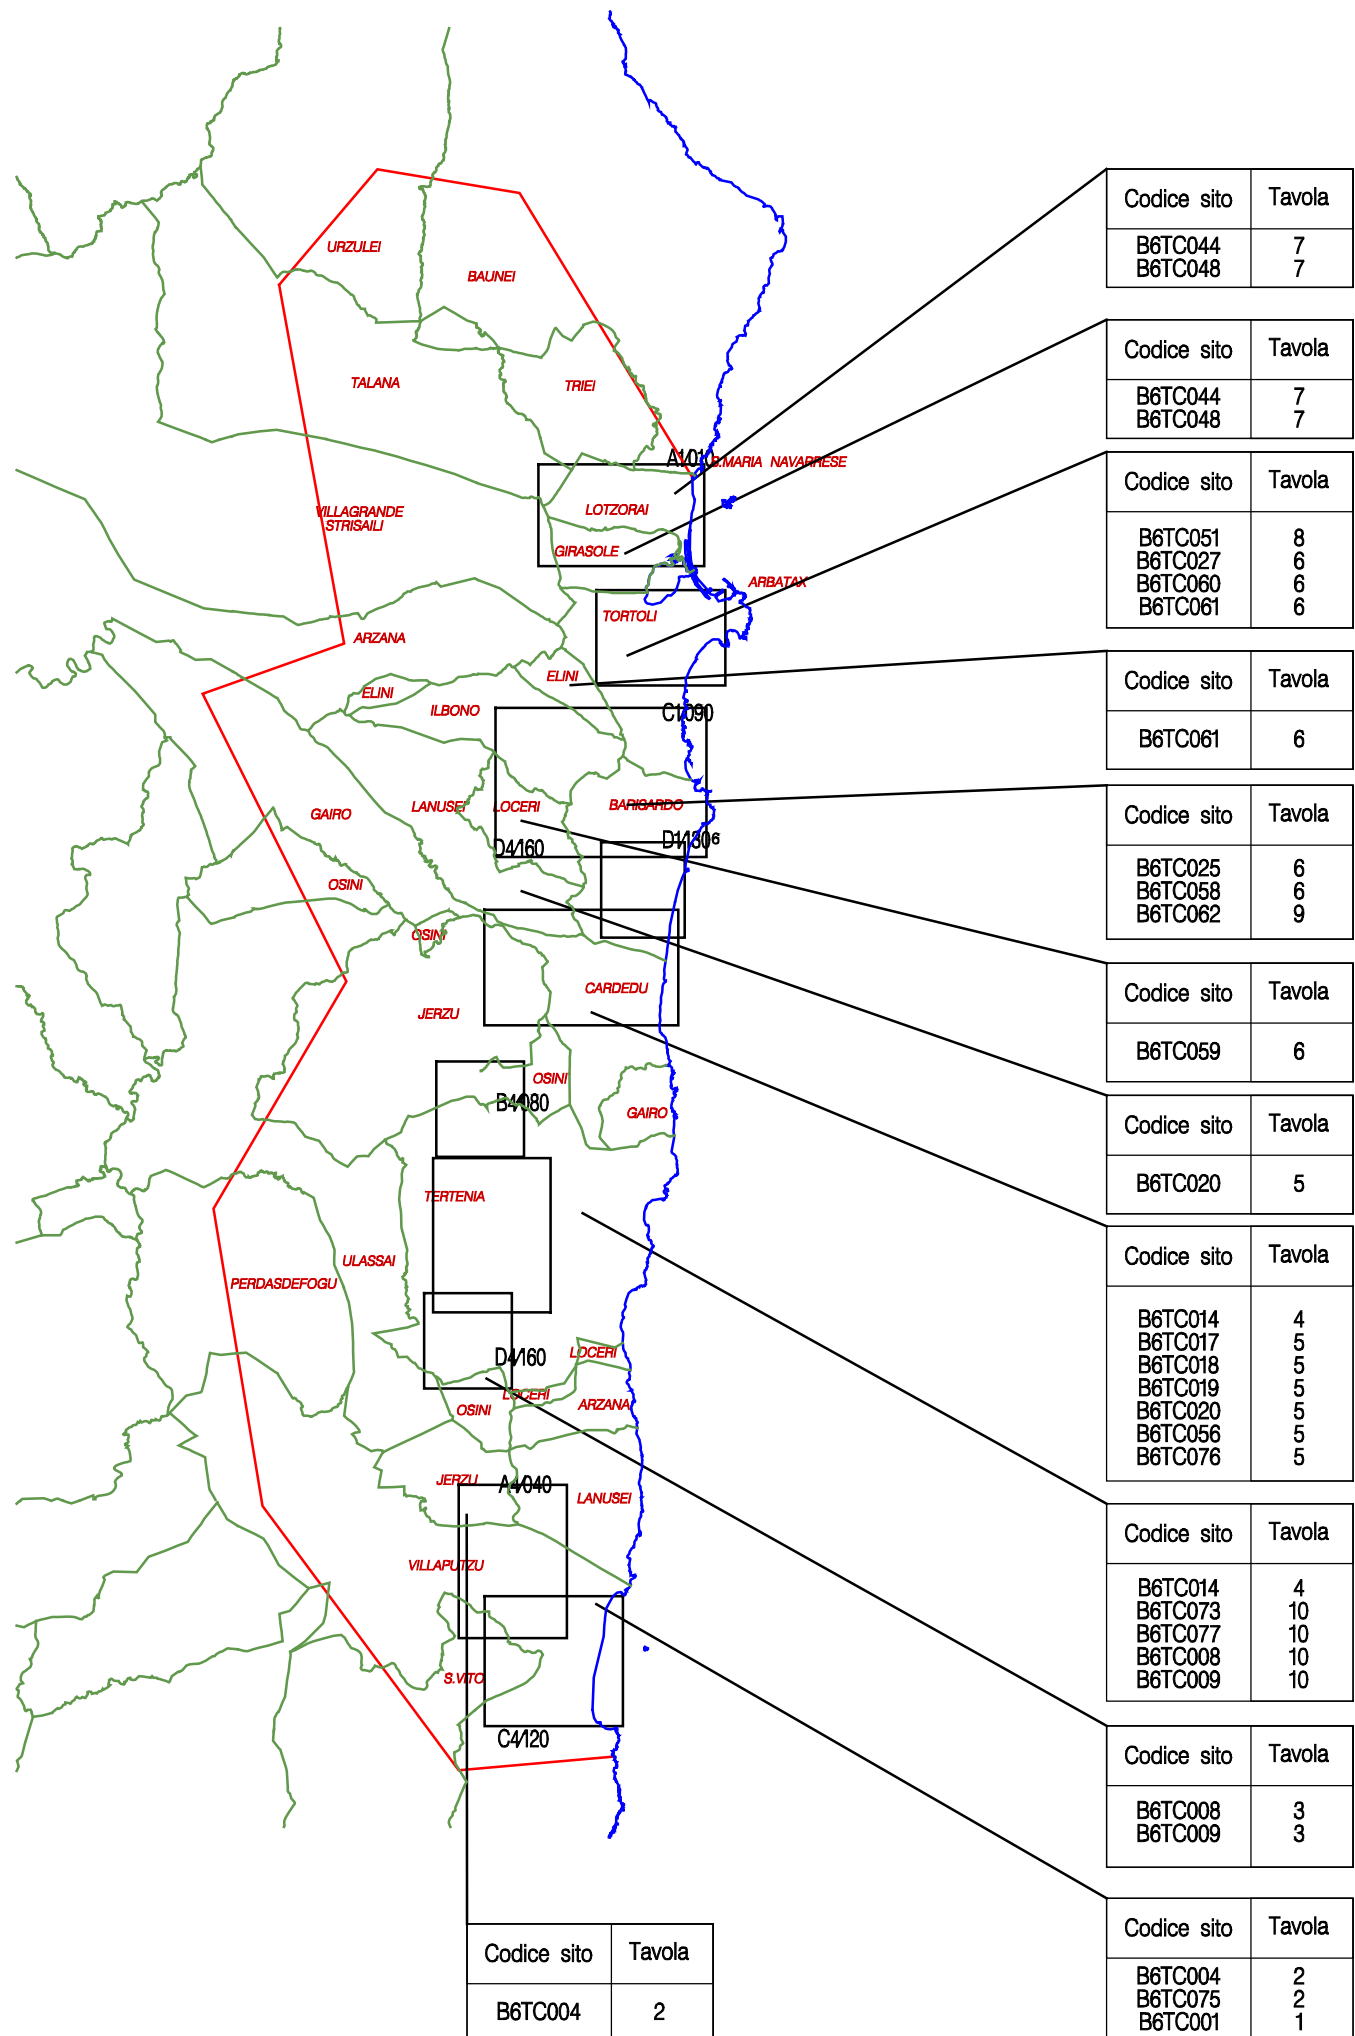 URZULEI
BAUNEI
TALANA
TRIEI
A1/010
S.MARIA NAVARRESE
LOTZORAI
VILLAGRANDE
STRISAILI
GIRASOLE
ARBATAX
TORTOLI
ARZANA
ELINI
ELINI
ILBONO
C1/090
GAIRO
LANUSEI
LOCERI
BARISARDO
D4/160
D1/130
6
OSINI
OSINI
CARDEDU
JERZU
OSINI
B4/080
GAIRO
TERTENIA
ULASSAI
PERDASDEFOGU
D4/160
LOCERI
LOCERI
OSINI
ARZANA
JERZU
A4/040
LANUSEI
VILLAPUTZU
S.VITO
C4/120
Codice sito Tavola
B6TC044 7
B6TC048 7
Codice sito Tavola
B6TC044 7
B6TC048 7
Codice sito Tavola
B6TC051 8
B6TC027 6
B6TC060 6
B6TC061 6
Codice sito Tavola
B6TC061 6
Codice sito Tavola
B6TC025 6
B6TC058 6
B6TC062 9
Codice sito Tavola
B6TC059 6
Codice sito Tavola
B6TC020 5
Codice sito Tavola
B6TC014 4
B6TC017 5
B6TC018 5
B6TC019 5
B6TC020 5
B6TC056 5
B6TC076 5
Codice sito Tavola
B6TC014 4
B6TC073 10
B6TC077 10
B6TC008 10
B6TC009 10
Codice sito Tavola
B6TC008 3
B6TC009 3
Codice sito Tavola
B6TC004 2
B6TC075 2
B6TC001 1
Codice sito Tavola
B6TC004 2